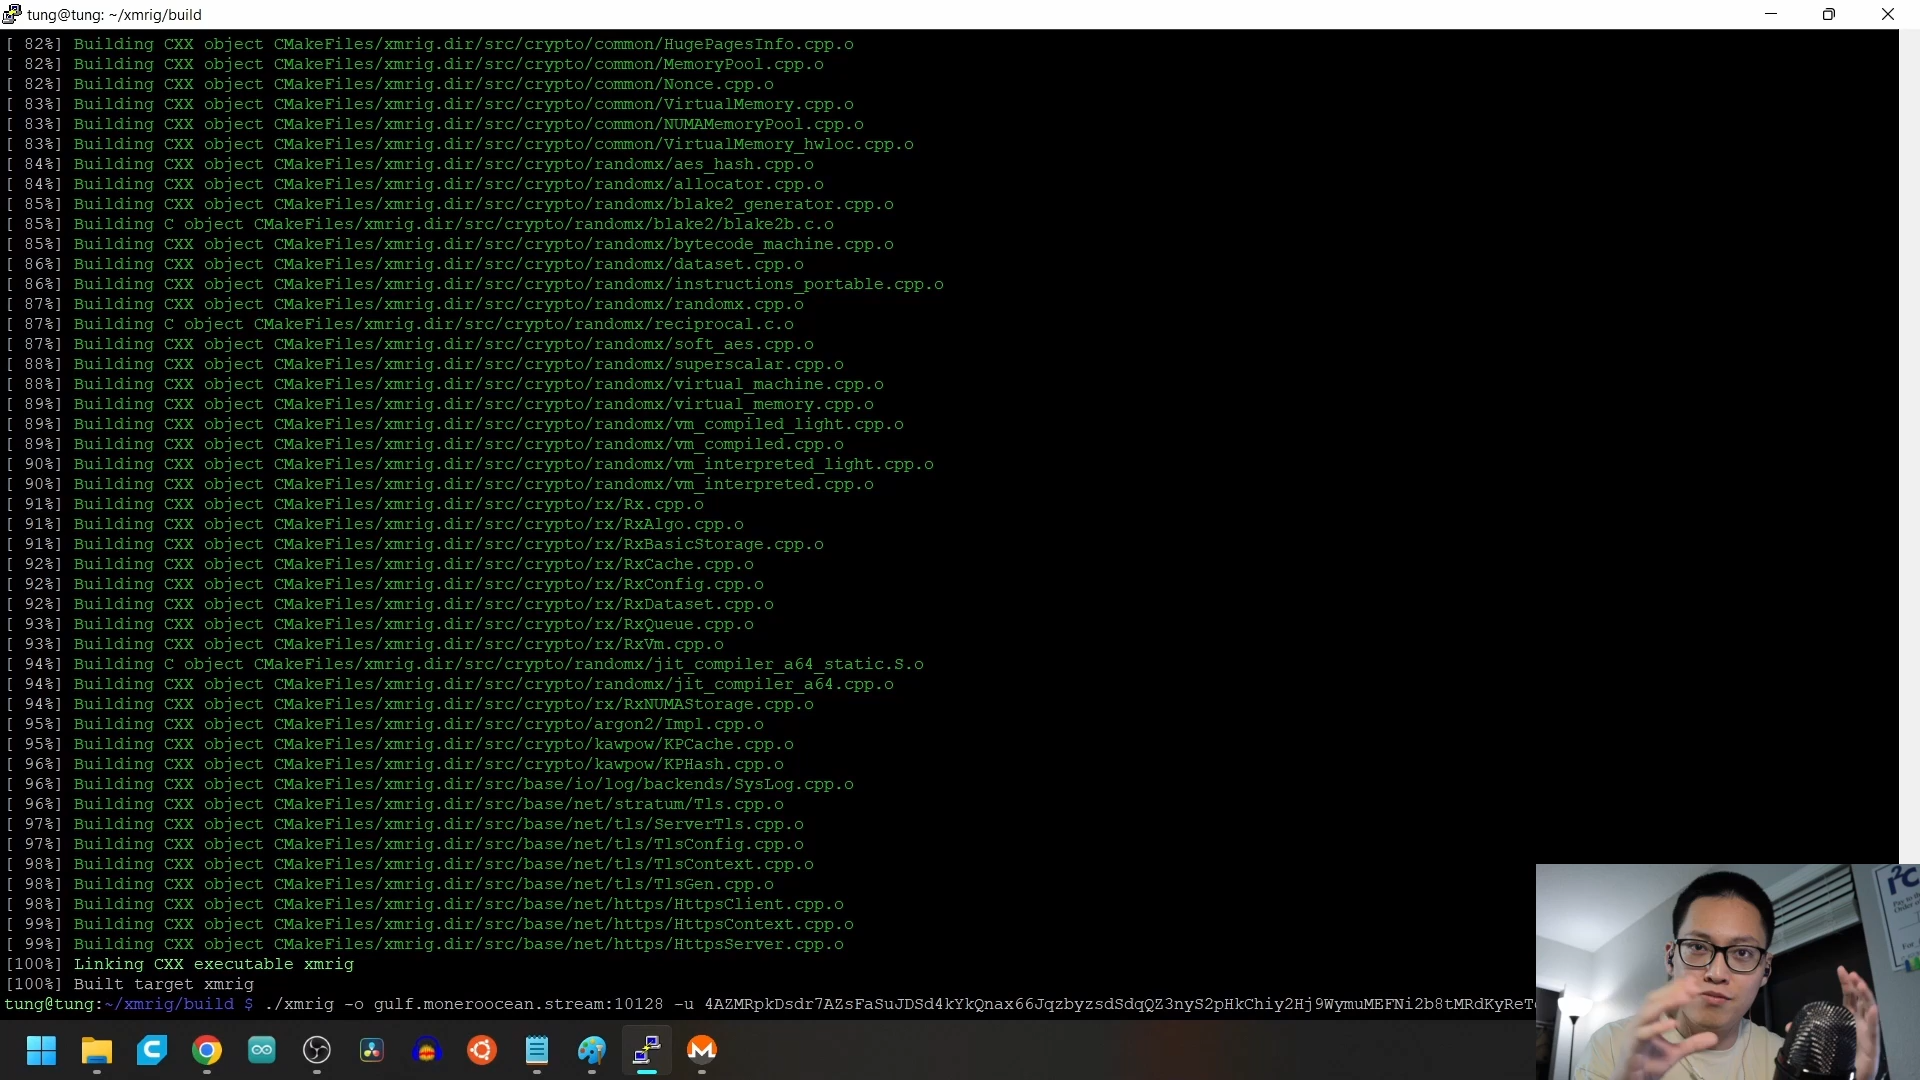 tung@tung: ~/xmrig/build
[ 82%] Building CXX object CMakeFiles/xmrig.dir/src/crypto/common/HugePagesInfo.cpp.o
[ 82%] Building CXX object CMakeFiles/xmrig.dir/src/crypto/common/MemoryPool.cpp.o
[ 82%] Building CXX object CMakeFiles/xmrig.dir/src/crypto/common/Nonce.cpp.o
[ 83%] Building CXX object CMakeFiles/xmrig.dir/src/crypto/common/VirtualMemory.cpp.o
[ 83%] Building CXX object CMakeFiles/xmrig.dir/src/crypto/common/NUMAMemoryPool.cpp.o
[ 83%] Building CXX object CMakeFiles/xmrig.dir/src/crypto/common/VirtualMemory_hwloc.cpp.o
[ 84%] Building CXX object CMakeFiles/xmrig.dir/src/crypto/randomx/aes_hash.cpp.o
[ 84%] Building CXX object CMakeFiles/xmrig.dir/src/crypto/randomx/allocator.cpp.o
[ 85%] Building CXX object CMakeFiles/xmrig.dir/src/crypto/randomx/blake2_generator.cpp.o
[ 85%] Building C object CMakeFiles/xmrig.dir/src/crypto/randomx/blake2/blake2b.c.o
[ 85%] Building CXX object CMakeFiles/xmrig.dir/src/crypto/randomx/bytecode_machine.cpp.o
[ 86%] Building CXX object CMakeFiles/xmrig.dir/src/crypto/randomx/dataset.cpp.o
[ 86%] Building CXX object CMakeFiles/xmrig.dir/src/crypto/randomx/instructions_portable.cpp.o
[ 87%] Building CXX object CMakeFiles/xmrig.dir/src/crypto/randomx/randomx.cpp.o
[ 87%] Building C object CMakeFiles/xmrig.dir/src/crypto/randomx/reciprocal.c.o
[ 87%] Building CXX object CMakeFiles/xmrig.dir/src/crypto/randomx/soft_aes.cpp.o
[ 88%] Building CXX object CMakeFiles/xmrig.dir/src/crypto/randomx/superscalar.cpp.o
[ 88%] Building CXX object CMakeFiles/xmrig.dir/src/crypto/randomx/virtual_machine.cpp.o
[ 89%] Building CXX object CMakeFiles/xmrig.dir/src/crypto/randomx/virtual_memory.cpp.o
[ 89%] Building CXX object CMakeFiles/xmrig.dir/src/crypto/randomx/vm_compiled_light.cpp.o
[ 89%] Building CXX object CMakeFiles/xmrig.dir/src/crypto/randomx/vm_compiled.cpp.o
[ 90%] Building CXX object CMakeFiles/xmrig.dir/src/crypto/randomx/vm_interpreted_light.cpp.o
[ 90%] Building CXX object CMakeFiles/xmrig.dir/src/crypto/randomx/vm_interpreted.cpp.o
[ 91%] Building CXX object CMakeFiles/xmrig.dir/src/crypto/rx/Rx.cpp.o
[ 91%] Building CXX object CMakeFiles/xmrig.dir/src/crypto/rx/RxAlgo.cpp.o
[ 91%] Building CXX object CMakeFiles/xmrig.dir/src/crypto/rx/RxBasicStorage.cpp.o
[ 92%] Building CXX object CMakeFiles/xmrig.dir/src/crypto/rx/RxCache.cpp.o
[ 92%] Building CXX object CMakeFiles/xmrig.dir/src/crypto/rx/RxConfig.cpp.o
[ 92%] Building CXX object CMakeFiles/xmrig.dir/src/crypto/rx/RxDataset.cpp.o
[ 93%] Building CXX object CMakeFiles/xmrig.dir/src/crypto/rx/RxQueue.cpp.o
[ 93%] Building CXX object CMakeFiles/xmrig.dir/src/crypto/rx/RxVm.cpp.o
[ 94%] Building C object CMakeFiles/xmrig.dir/src/crypto/randomx/jit_compiler_a64_static.S.o
[ 94%] Building CXX object CMakeFiles/xmrig.dir/src/crypto/randomx/jit_compiler_a64.cpp.o
[ 94%] Building CXX object CMakeFiles/xmrig.dir/src/crypto/rx/RxNUMAStorage.cpp.o
[ 95%] Building CXX object CMakeFiles/xmrig.dir/src/crypto/argon2/Impl.cpp.o
[ 95%] Building CXX object CMakeFiles/xmrig.dir/src/crypto/kawpow/KPCache.cpp.o
[ 96%] Building CXX object CMakeFiles/xmrig.dir/src/crypto/kawpow/KPHash.cpp.o
[ 96%] Building CXX object CMakeFiles/xmrig.dir/src/base/io/log/backends/SysLog.cpp.o
[ 96%] Building CXX object CMakeFiles/xmrig.dir/src/base/net/stratum/Tls.cpp.o
[ 97%] Building CXX object CMakeFiles/xmrig.dir/src/base/net/tls/ServerTls.cpp.o
[ 97%] Building CXX object CMakeFiles/xmrig.dir/src/base/net/tls/TlsConfig.cpp.o
[ 98%] Building CXX object CMakeFiles/xmrig.dir/src/base/net/tls/TlsContext.cpp.o
[ 98%] Building CXX object CMakeFiles/xmrig.dir/src/base/net/tls/TlsGen.cpp.o
[ 98%] Building CXX object CMakeFiles/xmrig.dir/src/base/net/https/HttpsClient.cpp.o
[ 99%] Building CXX object CMakeFiles/xmrig.dir/src/base/net/https/HttpsContext.cpp.o
[ 99%] Building CXX object CMakeFiles/xmrig.dir/src/base/net/https/HttpsServer.cpp.o
[100%] Linking CXX executable xmrig
[100%] Built target xmrig
tung@tung:~/xmrig/build $ ./xmrig -o gulf.moneroocean.stream:10128 -u 4AZMRpkDsdr7AZsFaSuJDSd4kYkQnax66JqzbyzsdSdqQZ3nyS2pHkChiy2Hj9WymuMEFNi2b8tMRdKyReT